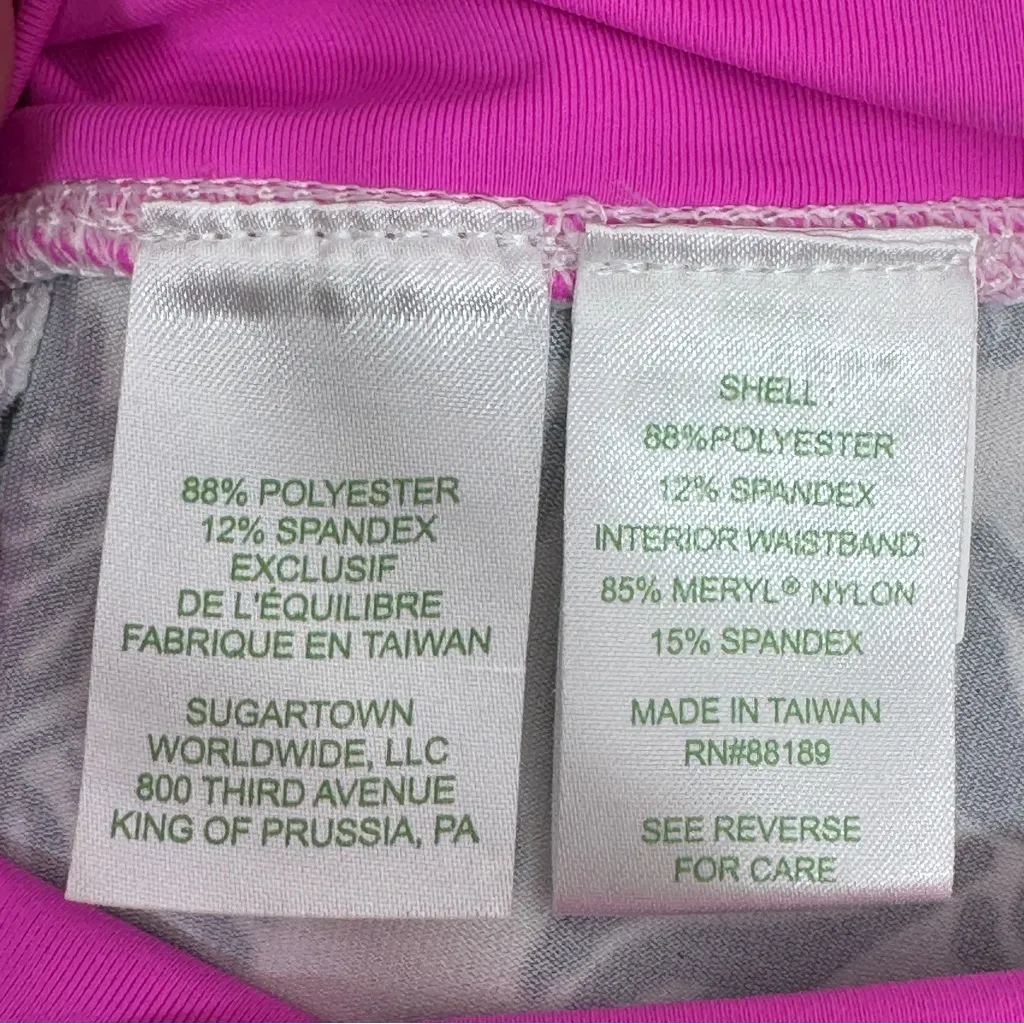 88% POLYESTER
12% SPANDEX
EXCLUSIF
DE L'ÉQUILIBRE
FABRIQUE EN TAIWAN
SUGARTOWN
WORLDWIDE, LLC
800 THIRD AVENUE
KING OF PRUSSIA, PA
SHELL :
88%POLYESTER
12% SPANDEX
INTERIOR WAISTBAND:
85% MERYL® NYLON
15% SPANDEX
MADE IN TAIWAN
RN#88189
SEE REVERSE
FOR CARE